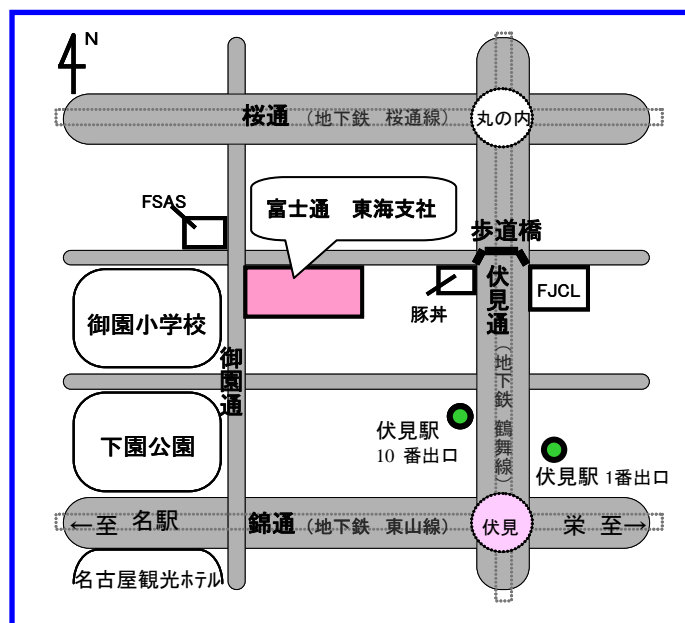 N
桜通 (地下鉄 桜通線)
丸の内
FSAS
富士通 東海支社
歩道橋
伏見通
(地下鉄 鶴舞線)
FJCL
豚丼
御園小学校
御園通
下園公園
伏見駅
10 番出口
伏見駅 1番出口
←至 名駅
錦通 (地下鉄 東山線)
伏見
栄 至→
名古屋観光ホテル